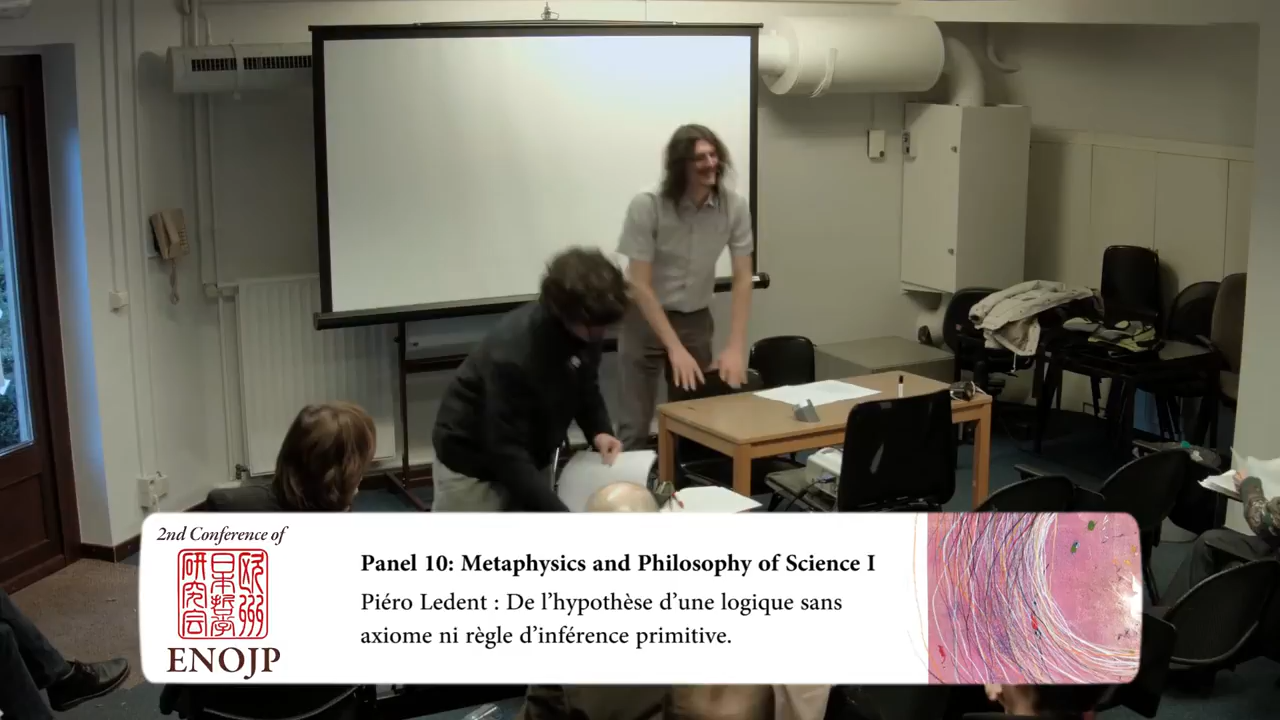 2nd Conference of
ENOJP
Panel 10: Metaphysics and Philosophy of Science I
Piéro Ledent : De l’hypothèse d’une logique sans
axiome ni règle d’inférence primitive.